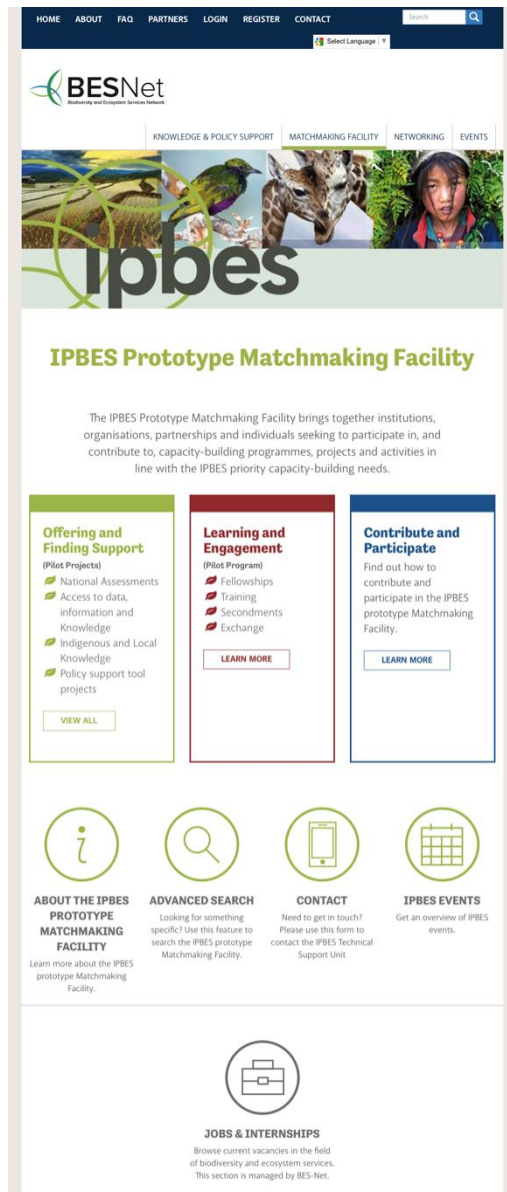 HOME ABOUT FAQ PARTNERS LOGIN REGISTER CONTACT
Search
Select Language ▼
BESNet
Biodiversity and Ecosystem Services Network
KNOWLEDGE & POLICY SUPPORT MATCHMAKING FACILITY NETWORKING EVENTS
ipbes
IPBES Prototype Matchmaking Facility
The IPBES Prototype Matchmaking Facility brings together institutions,
organisations, partnerships and individuals seeking to participate in, and
contribute to, capacity-building programmes, projects and activities in
line with the IPBES priority capacity-building needs.
Offering and
Finding Support
(Pilot Projects)
National Assessments
Access to data,
information and
Knowledge
Indigenous and Local
Knowledge
Policy support tool
projects
VIEW ALL
Learning and
Engagement
(Pilot Program)
Fellowships
Training
Secondments
Exchange
LEARN MORE
Contribute and
Participate
Find out how to
contribute and
participate in the IPBES
prototype Matchmaking
Facility.
LEARN MORE
ABOUT THE IPBES
PROTOTYPE
MATCHMAKING
FACILITY
Learn more about the IPBES
prototype Matchmaking
Facility.
ADVANCED SEARCH
Looking for something
specific? Use this feature to
search the IPBES prototype
Matchmaking Facility.
CONTACT
Need to get in touch?
Please use this form to
contact the IPBES Technical
Support Unit
IPBES EVENTS
Get an overview of IPBES
events.
JOBS & INTERNSHIPS
Browse current vacancies in the field
of biodiversity and ecosystem services.
This section is managed by BES-Net.